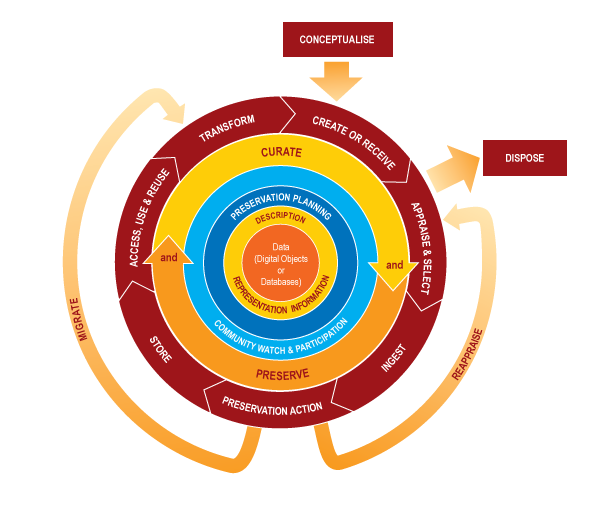 CONCEPTUALISE
DISPOSE
TRANSFORM
CREATE OR RECEIVE
APPRAISE & SELECT
INGEST
PRESERVATION ACTION
STORE
ACCESS, USE & REUSE
MIGRATE
REAPPRAISE
CURATE
and
PRESERVE
and
COMMUNITY WATCH & PARTICIPATION
PRESERVATION PLANNING
DESCRIPTION
REPRESENTATION INFORMATION
Data
(Digital Objects
or
Databases)